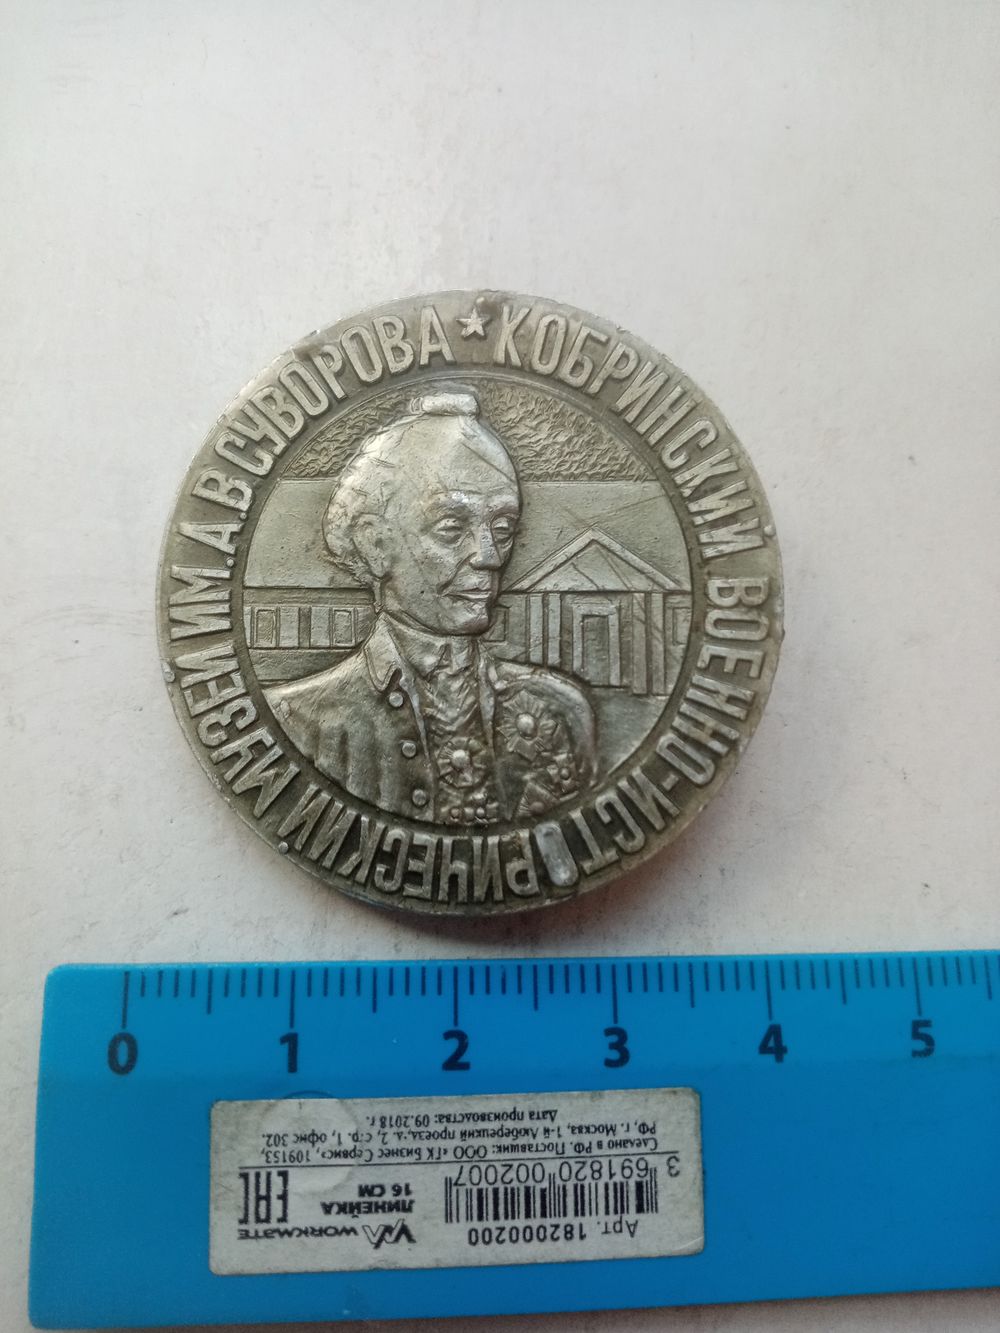 КОБРИНСКИЙ ВОЕННО-ИСТОРИЧЕСКИЙ МУЗЕЙ ИМ. А.В СУВОРОВА
0 1 2 3 4 5
Арт. 182000200
3 691820 002007
WORKMATE
ЛИНЕЙКА
16 СМ
EAC
Сделано в РФ. Поставщик: ООО «ГК Бизнес Сервис», 109153,
РФ, г. Москва, 1-й Люберецкий проезд, д. 2, стр. 1, офис 302.
Дата производства: 09.2018 г.